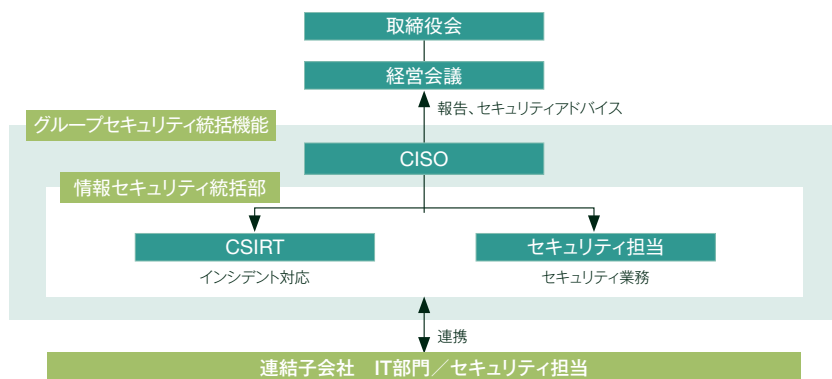 取締役会
経営会議
報告、セキュリティアドバイス
グループセキュリティ統括機能
CISO
情報セキュリティ統括部
CSIRT
セキュリティ担当
インシデント対応
セキュリティ業務
連携
連結子会社　IT部門／セキュリティ担当